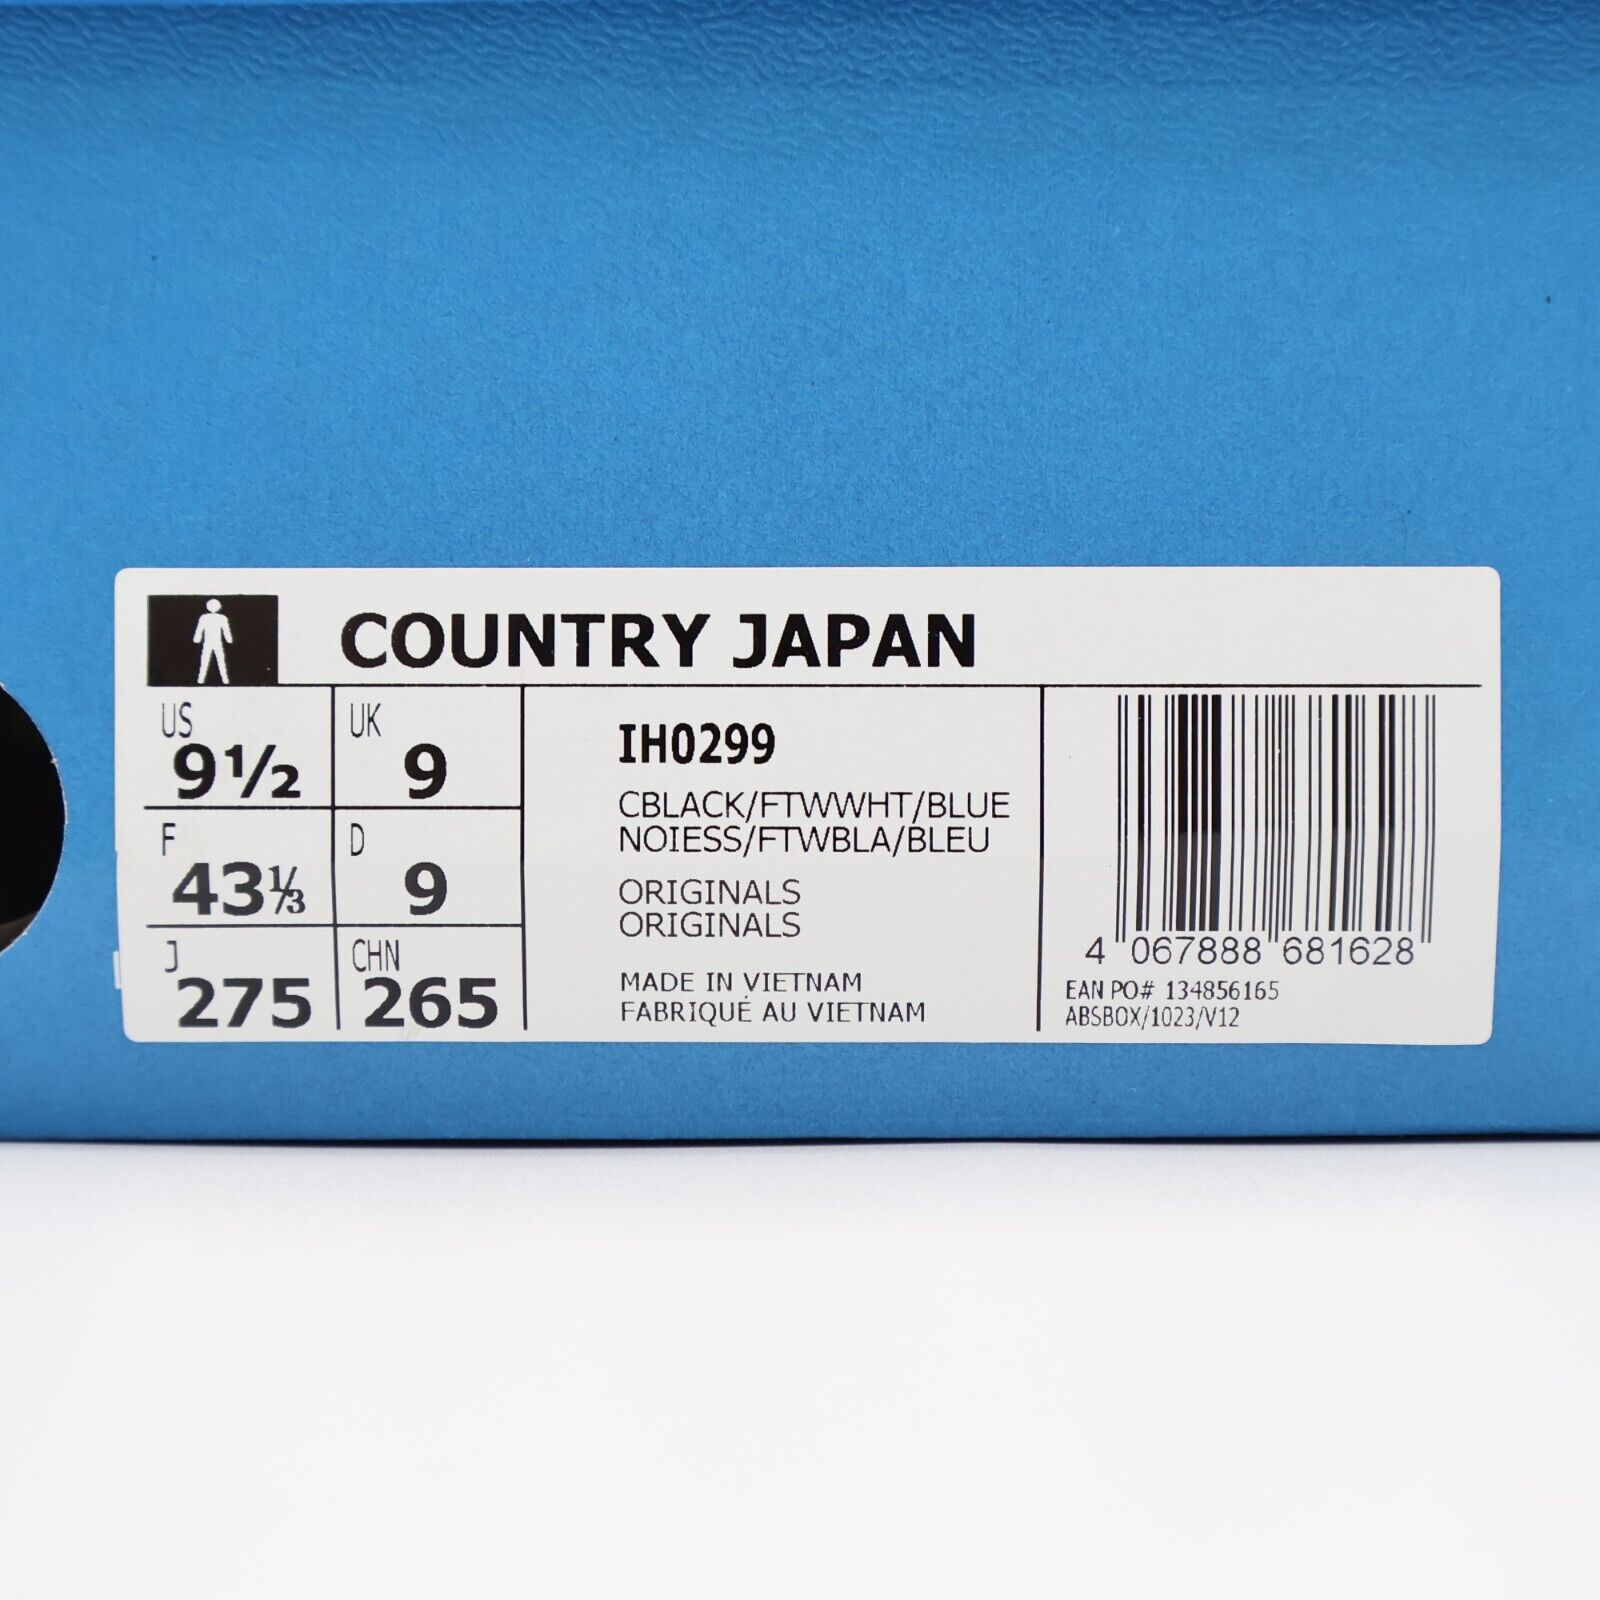 COUNTRY JAPAN
US
9½
UK
9
F
43⅓
D
9
J
275
CHN
265
IH0299
CBLACK/FTWWHT/BLUE
NOIESS/FTWBLA/BLEU
ORIGINALS
ORIGINALS
MADE IN VIETNAM
FABRIQUÉ AU VIETNAM
4 067888 681628
EAN PO# 134856165
ABSBOX/1023/V12